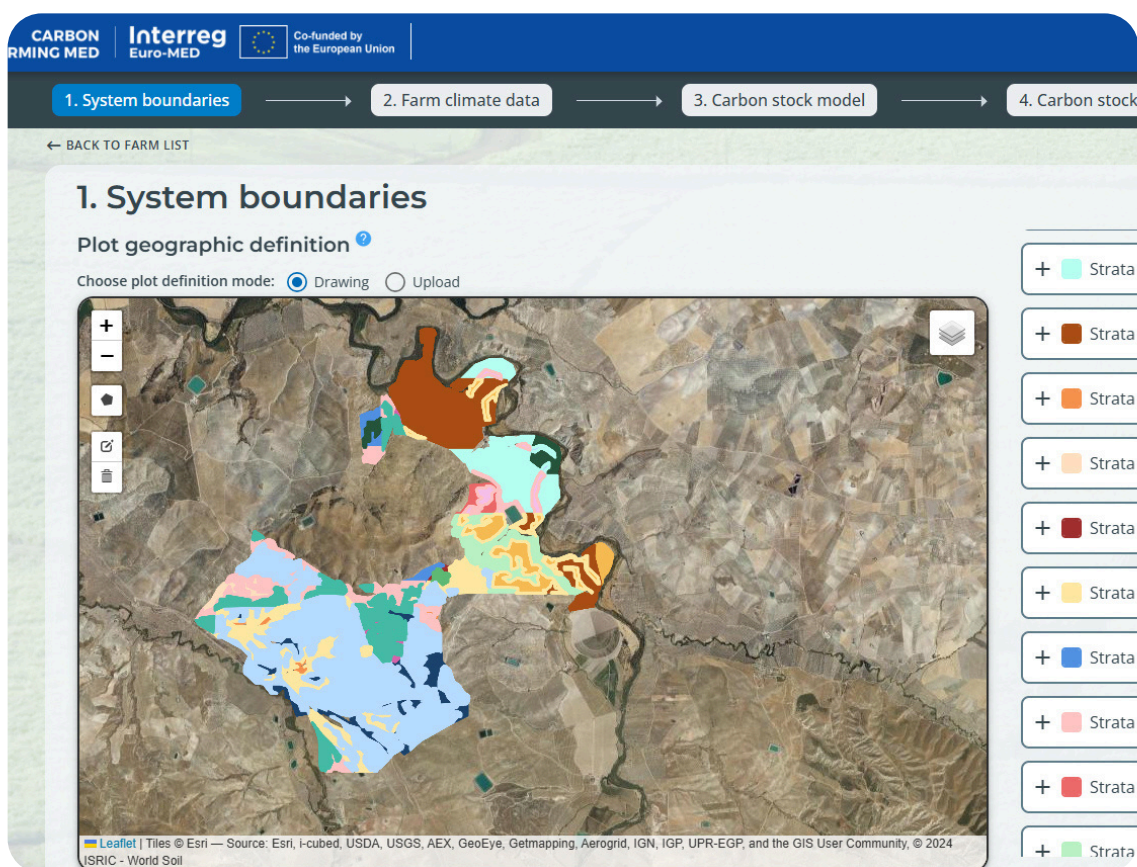 CARBON
RMING MED
Interreg
Euro-MED
Co-funded by
the European Union
1. System boundaries
2. Farm climate data
3. Carbon stock model
4. Carbon stock
← BACK TO FARM LIST
1. System boundaries
Plot geographic definition ?
Choose plot definition mode: Drawing Upload
+
−
+ Strata
+ Strata
+ Strata
+ Strata
+ Strata
+ Strata
+ Strata
+ Strata
+ Strata
+ Strata
Leaflet | Tiles © Esri — Source: Esri, i-cubed, USDA, USGS, AEX, GeoEye, Getmapping, Aerogrid, IGN, IGP, UPR-EGP, and the GIS User Community, © 2024
ISRIC - World Soil